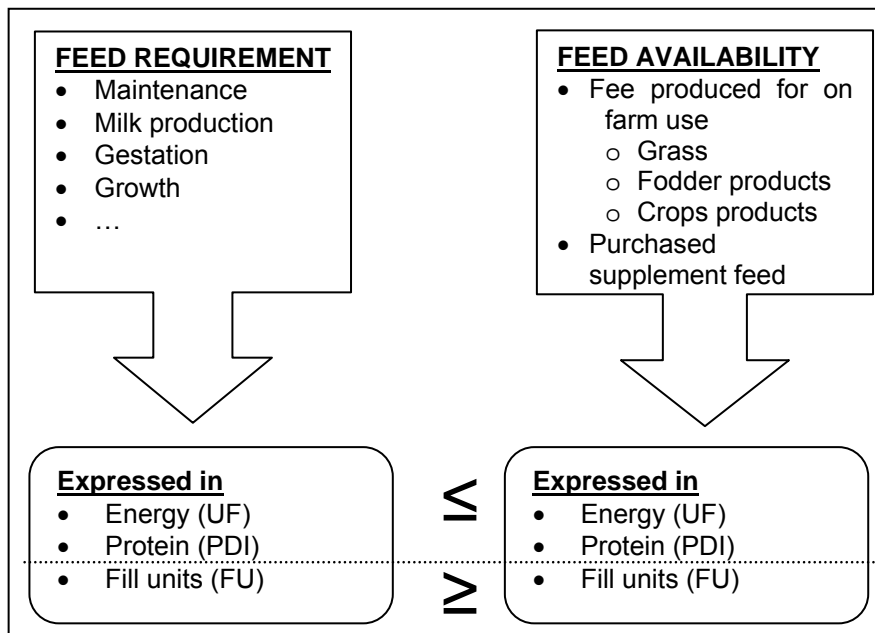 FEED REQUIREMENT
• Maintenance
• Milk production
• Gestation
• Growth
• …
FEED AVAILABILITY
• Fee produced for on
farm use
o Grass
o Fodder products
o Crops products
• Purchased
supplement feed
Expressed in
• Energy (UF)
• Protein (PDI)
• Fill units (FU)
≤
≥
Expressed in
• Energy (UF)
• Protein (PDI)
• Fill units (FU)